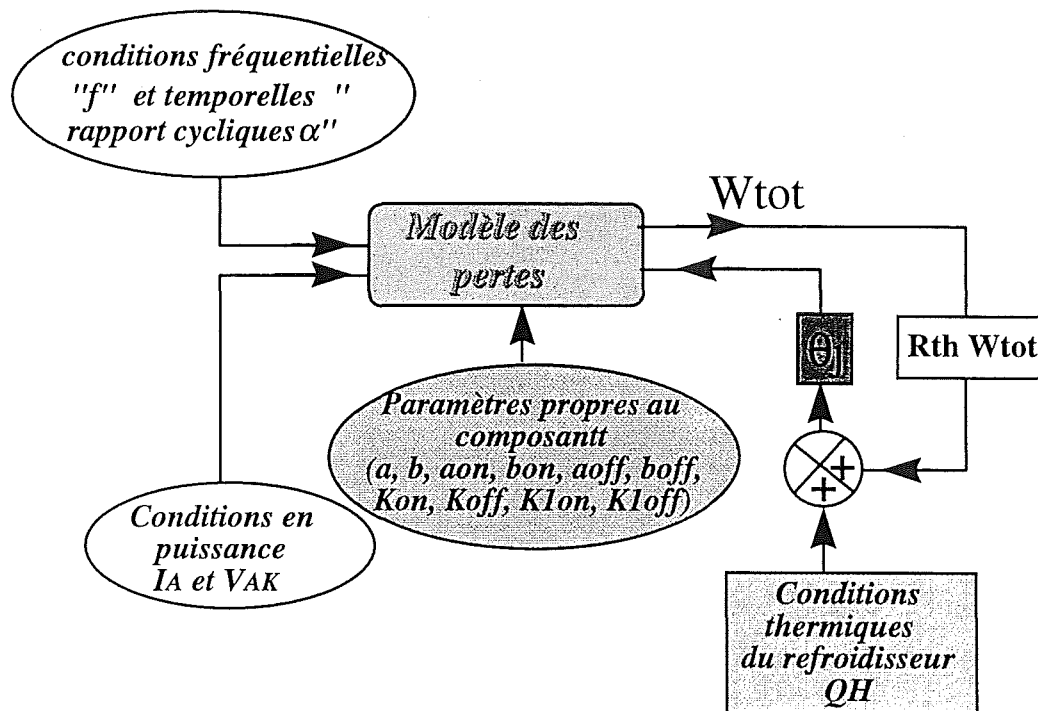 conditions fréquentielles
"f" et temporelles "
rapport cycliques α"
Wtot
Modèle des
pertes
θj
Rth Wtot
Paramètres propres au
composantt
(a, b, aon, bon, aoff, boff,
Kon, Koff, K1on, K1off)
+
+
Conditions en
puissance
IA et VAK
Conditions
thermiques
du refroidisseur
QH